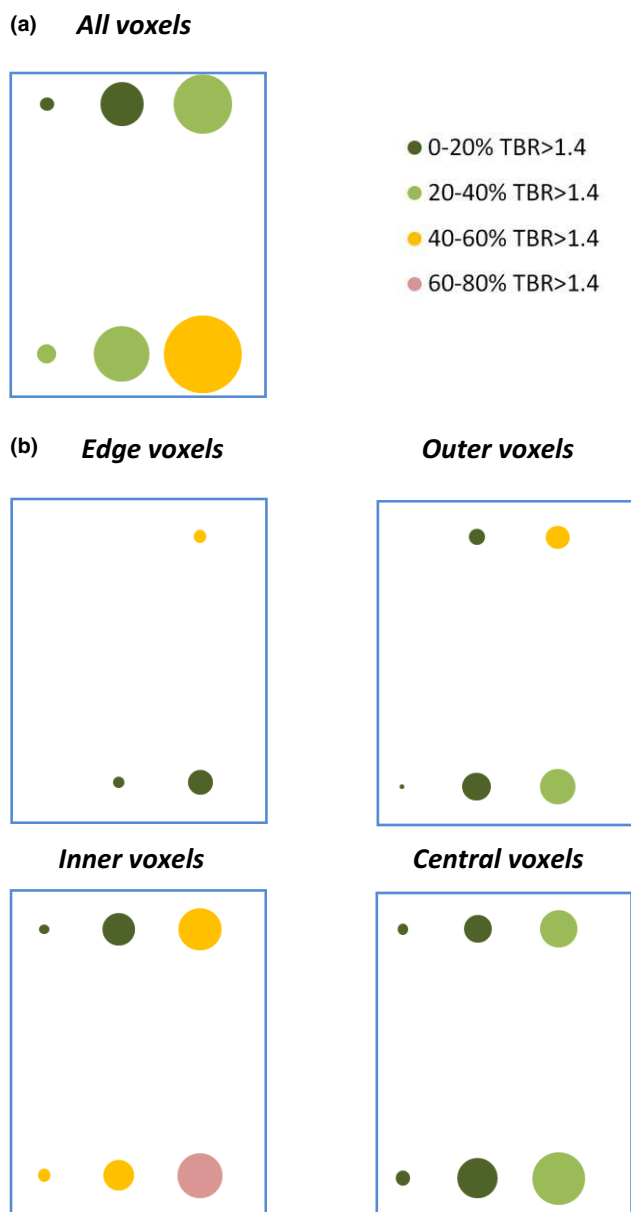 (a) All voxels
0-20% TBR>1.4
20-40% TBR>1.4
40-60% TBR>1.4
60-80% TBR>1.4
(b) Edge voxels Outer voxels
Inner voxels Central voxels